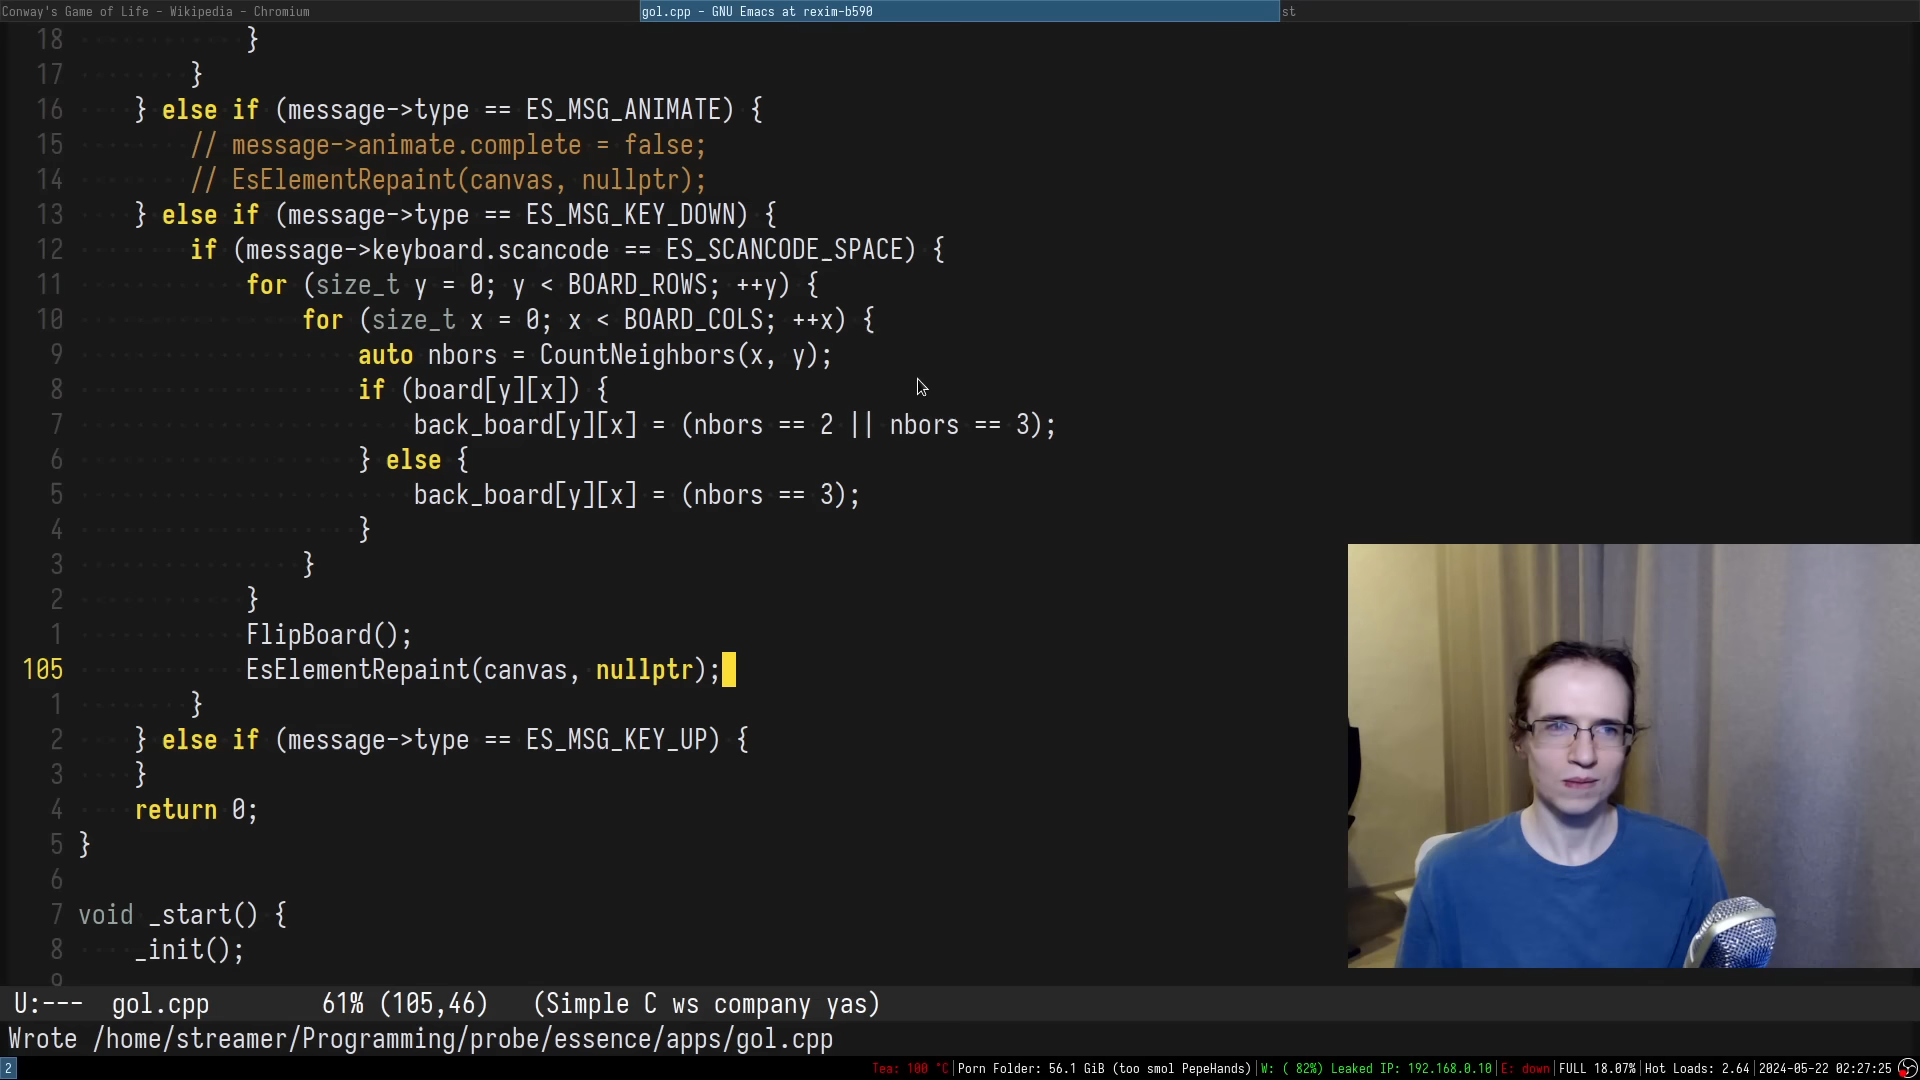 Conway's Game of Life - Wikipedia - Chromium
gol.cpp - GNU Emacs at rexim-b590
st
18 }
17 }
16 } else if (message->type == ES_MSG_ANIMATE) {
15 // message->animate.complete = false;
14 // EsElementRepaint(canvas, nullptr);
13 } else if (message->type == ES_MSG_KEY_DOWN) {
12 if (message->keyboard.scancode == ES_SCANCODE_SPACE) {
11 for (size_t y = 0; y < BOARD_ROWS; ++y) {
10 for (size_t x = 0; x < BOARD_COLS; ++x) {
9 auto nbors = CountNeighbors(x, y);
8 if (board[y][x]) {
7 back_board[y][x] = (nbors == 2 || nbors == 3);
6 } else {
5 back_board[y][x] = (nbors == 3);
4 }
3 }
2 }
1 FlipBoard();
105 EsElementRepaint(canvas, nullptr);
1 }
2 } else if (message->type == ES_MSG_KEY_UP) {
3 }
4 return 0;
5 }
6
7 void _start() {
8 _init();
9
U:--- gol.cpp 61% (105,46) (Simple C ws company yas)
Wrote /home/streamer/Programming/probe/essence/apps/gol.cpp
2 Tea: 100 °C|Porn Folder: 56.1 GiB (too smol PepeHands)|W: ( 82%) Leaked IP: 192.168.0.10|E: down|FULL 18.07%|Hot Loads: 2.64|2024-05-22 02:27:25